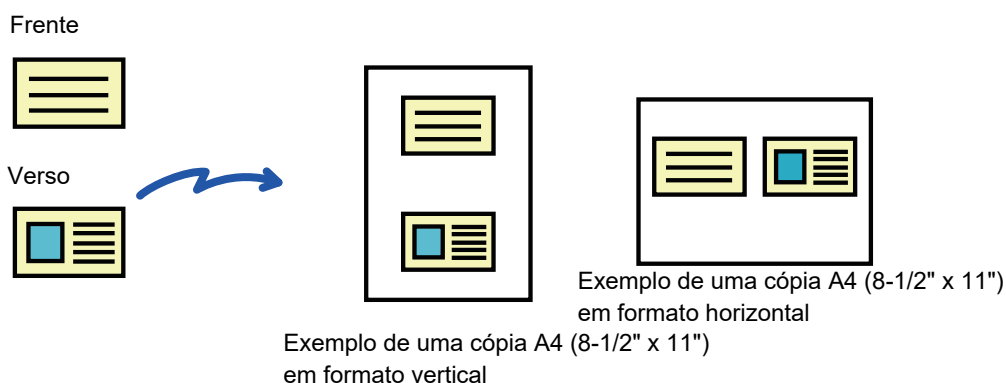 Frente
Verso
Exemplo de uma cópia A4 (8-1/2" x 11")
em formato vertical
Exemplo de uma cópia A4 (8-1/2" x 11")
em formato horizontal